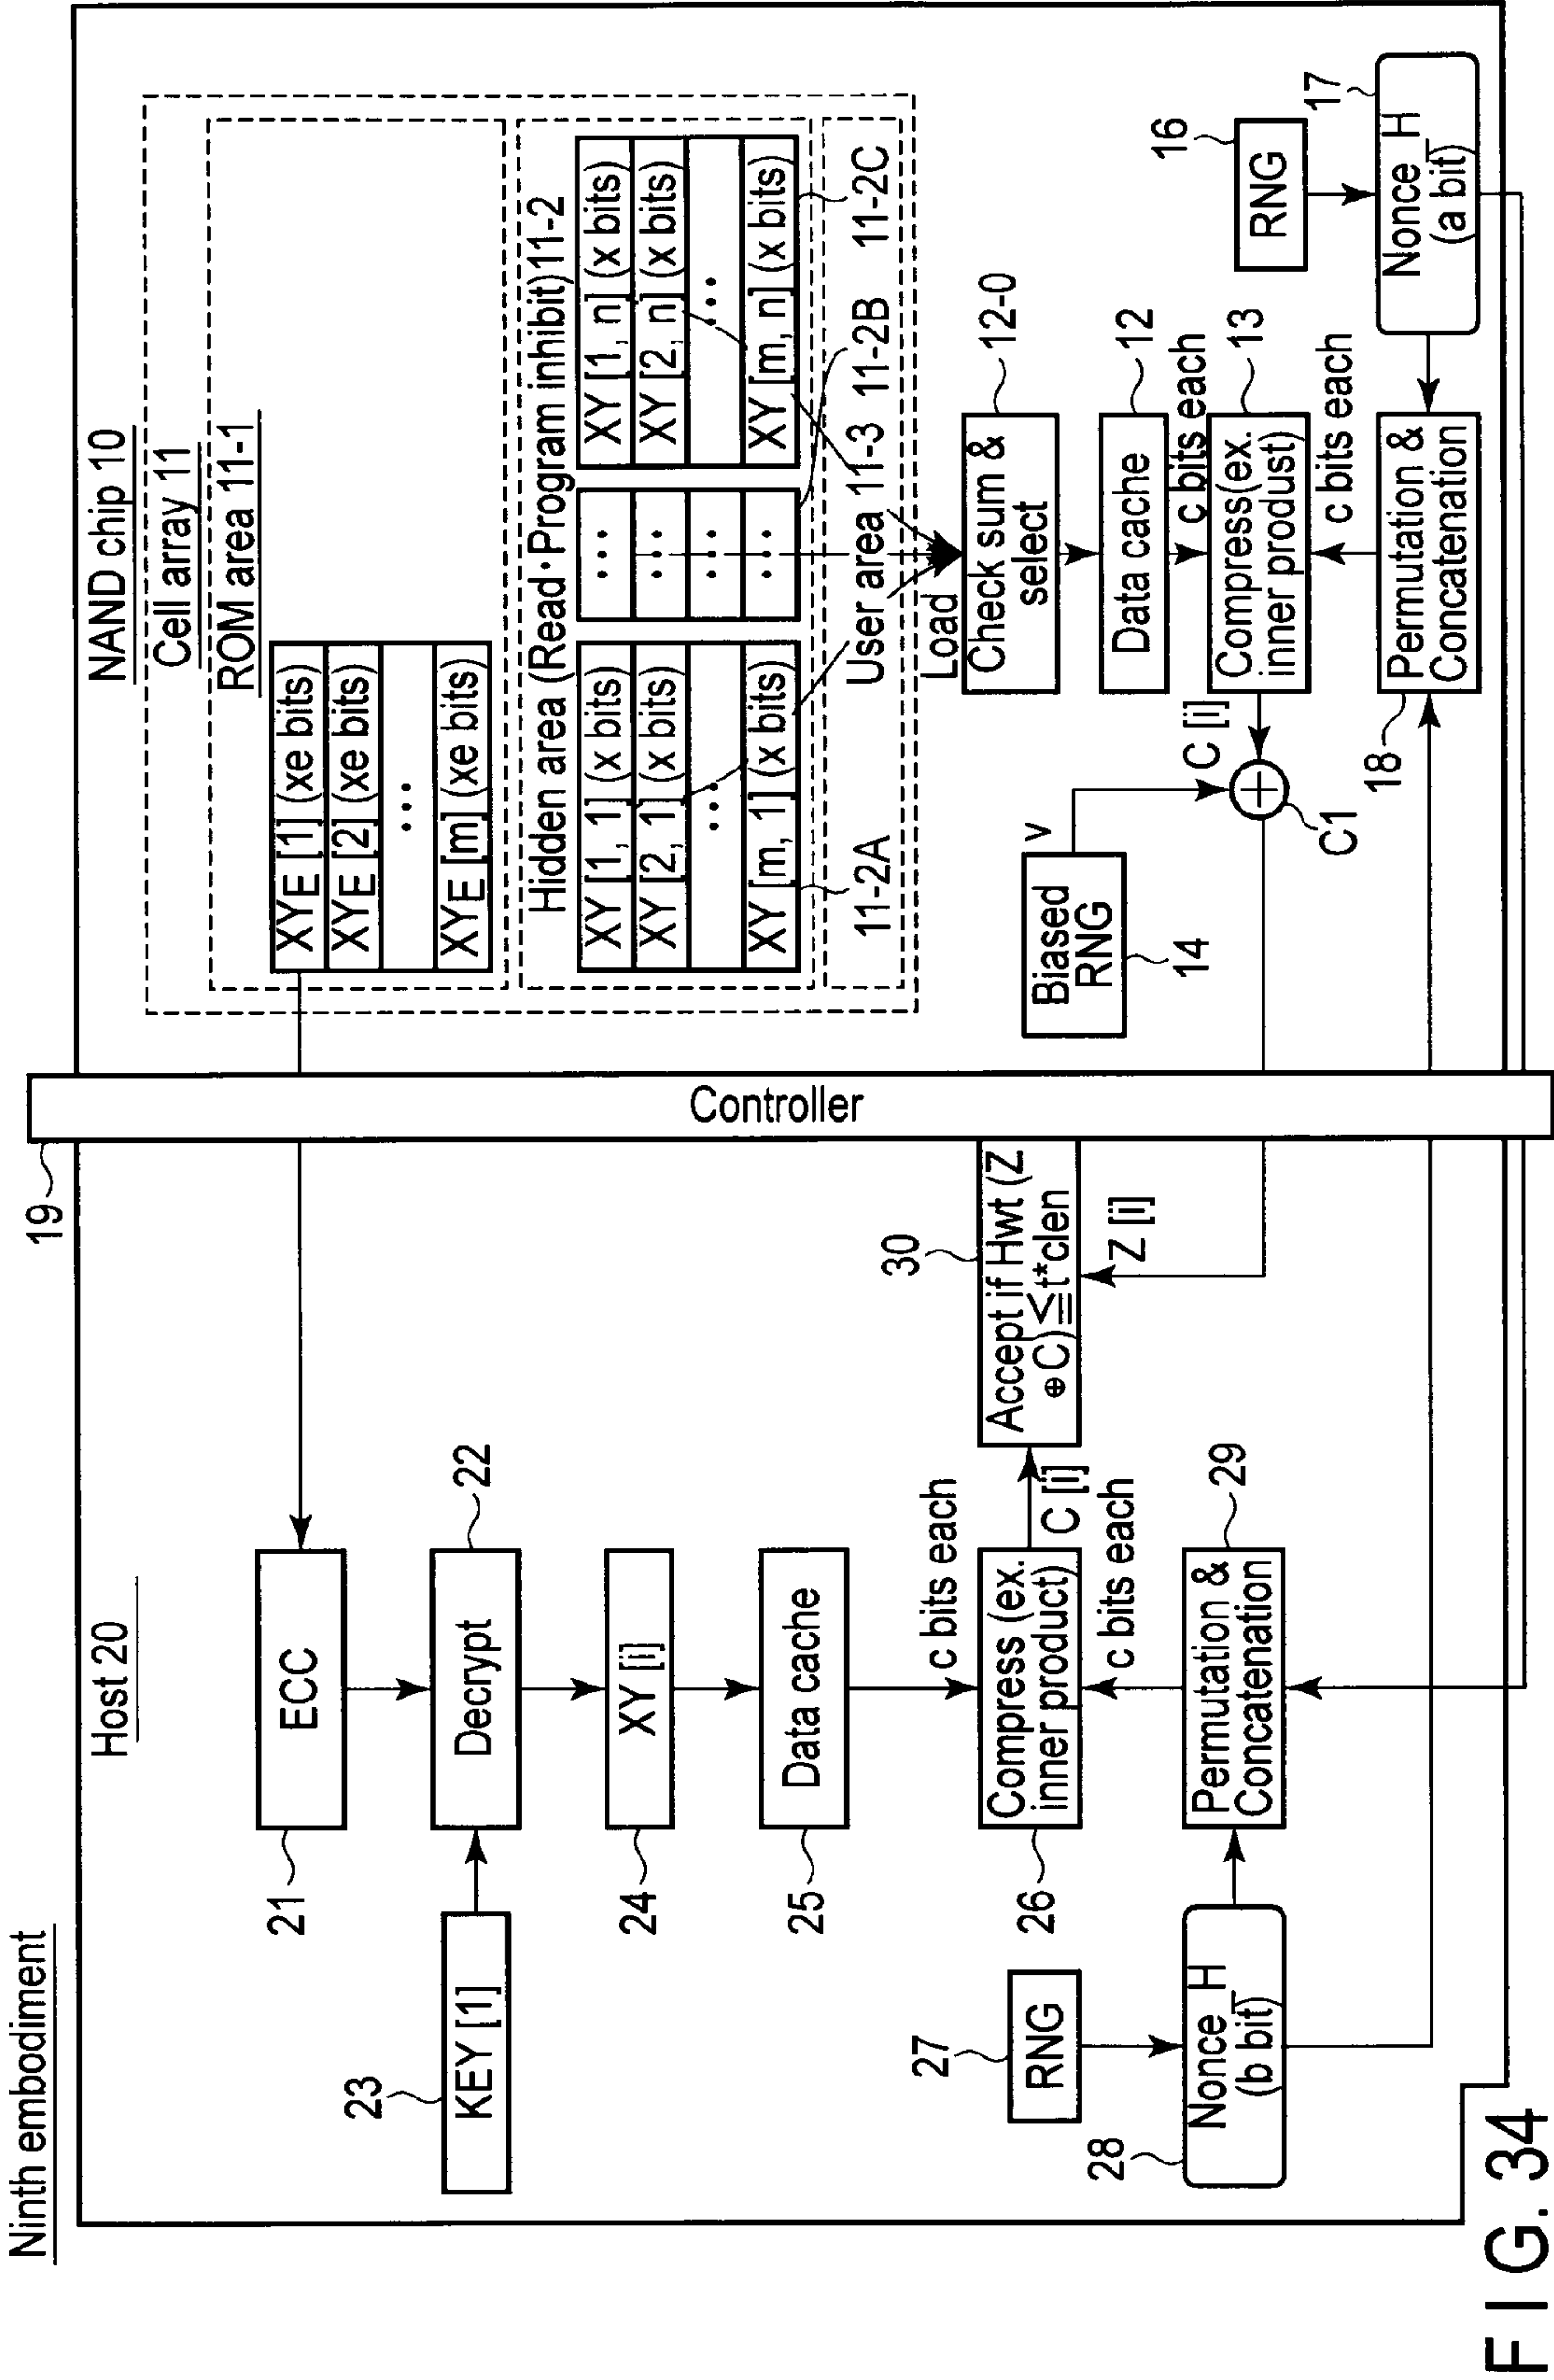 Ninth embodiment
Host 20
ECC
21
Decrypt
22
KEY [1]
23
XY [i]
24
Data cache
25
c bits each
Compress (ex.
inner product)
26
C [i]
c bits each
Permutation &
Concatenation
29
RNG
27
Nonce_H
(b bit)
28
Accept if Hwt (Z
⊕ C)≦t*clen
30
Z [i]
Controller
19
NAND chip 10
Cell array 11
ROM area 11-1
XYE [1] (xe bits)
XYE [2] (xe bits)
...
XYE [m] (xe bits)
Hidden area (Read·Program inhibit)11-2
XY [1, 1] (x bits)
XY [2, 1] (x bits)
...
XY [m, 1] (x bits)
...
...
...
...
XY [1, n] (x bits)
XY [2, n] (x bits)
...
XY [m, n] (x bits)
11-2A
User area 11-3
11-2B
11-2C
Load
Check sum &
select
12-0
Data cache
12
c bits each
Compress(ex.
inner produst)
13
c bits each
Biased
RNG
14
v
C [i]
C1
Permutation &
Concatenation
18
RNG
16
Nonce_H
(a bit)
17
FIG. 34